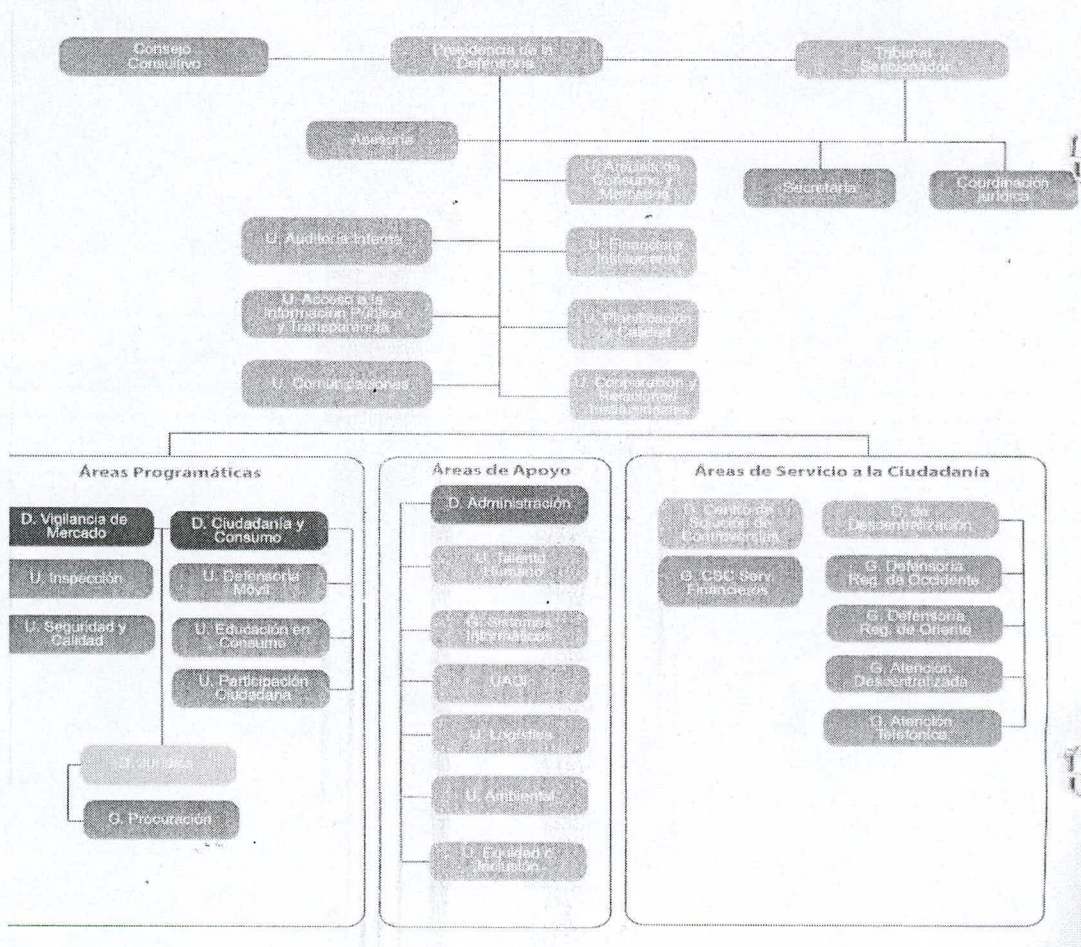 Consejo
Consultivo
Presidencia de la
Defensoría
Tribunal
Sancionador
Asesoría
U. Análisis de
Consumo y
Mercados
Secretaría
Coordinación
jurídica
U. Auditoría Interna
U. Financiera
Institucional
U. Acceso a la
Información Pública
y Transparencia
U. Planificación
y Calidad
U. Comunicaciones
U. Cooperación y
Relaciones
Institucionales
Áreas Programáticas
D. Vigilancia de
Mercado
D. Ciudadanía y
Consumo
U. Inspección
U. Defensoría
Móvil
U. Seguridad y
Calidad
U. Educación en
Consumo
U. Participación
Ciudadana
D. Jurídica
G. Procuración
Áreas de Apoyo
D. Administración
U. Talento
Humano
G. Sistemas
Informáticos
UACI
U. Logística
U. Ambiental
U. Equidad e
Inclusión
Áreas de Servicio a la Ciudadanía
D. Centro de
Solución de
Controversias
D. de
Descentralización
G. CSC Serv.
Financieros
G. Defensoría
Reg. de Occidente
G. Defensoría
Reg. de Oriente
G. Atención
Descentralizada
G. Atención
Telefónica